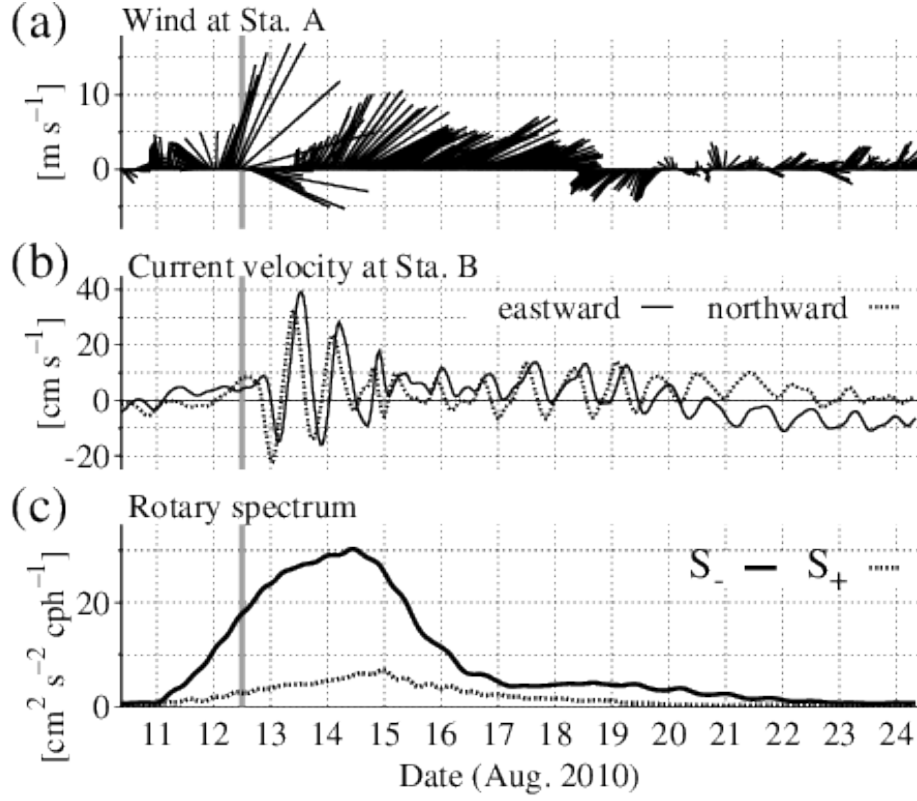 (a) Wind at Sta. A
[m s⁻¹]
10
0
(b) Current velocity at Sta. B
eastward northward
[cm s⁻¹]
40
20
0
-20
(c) Rotary spectrum
S₋ S₊
[cm² s⁻² cph⁻¹]
20
0
11 12 13 14 15 16 17 18 19 20 21 22 23 24
Date (Aug. 2010)